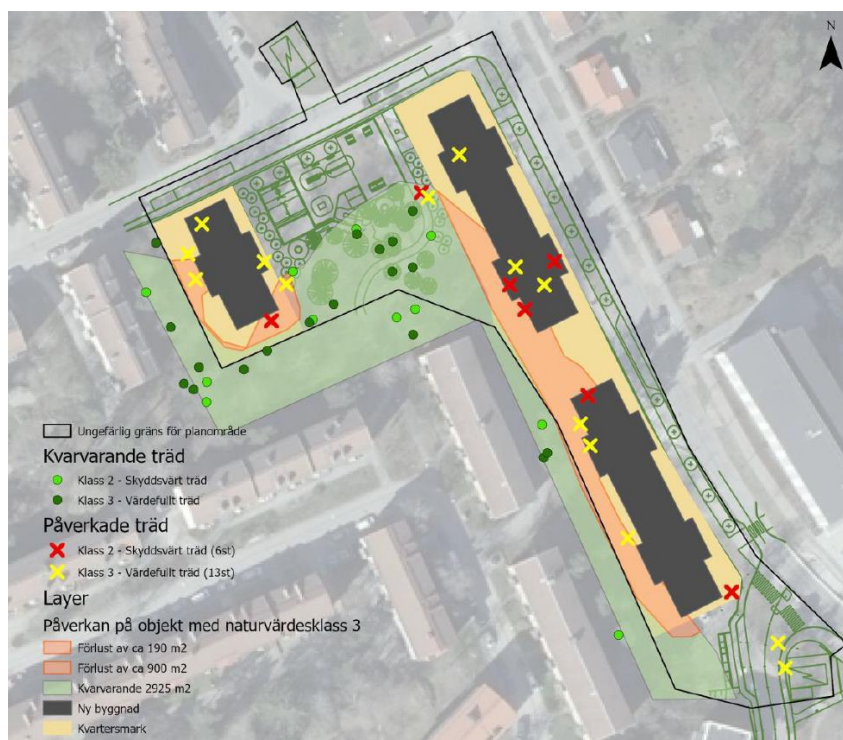 N
Ungefärlig gräns för planområde
Kvarvarande träd
Klass 2 - Skyddsvärt träd
Klass 3 - Värdefullt träd
Påverkade träd
Klass 2 - Skyddsvärt träd (6st)
Klass 3 - Värdefullt träd (13st)
Layer
Påverkan på objekt med naturvärdesklass 3
Förlust av ca 190 m2
Förlust av ca 900 m2
Kvarvarande 2925 m2
Ny byggnad
Kvartersmark